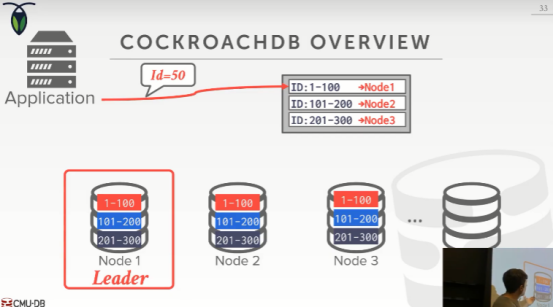 33
COCKROACHDB OVERVIEW
Id=50
Application
ID:1-100 →Node1
ID:101-200 →Node2
ID:201-300 →Node3
1-100
101-200
201-300
Node 1
Leader
1-100
101-200
201-300
Node 2
1-100
101-200
201-300
Node 3
...
CMU-DB